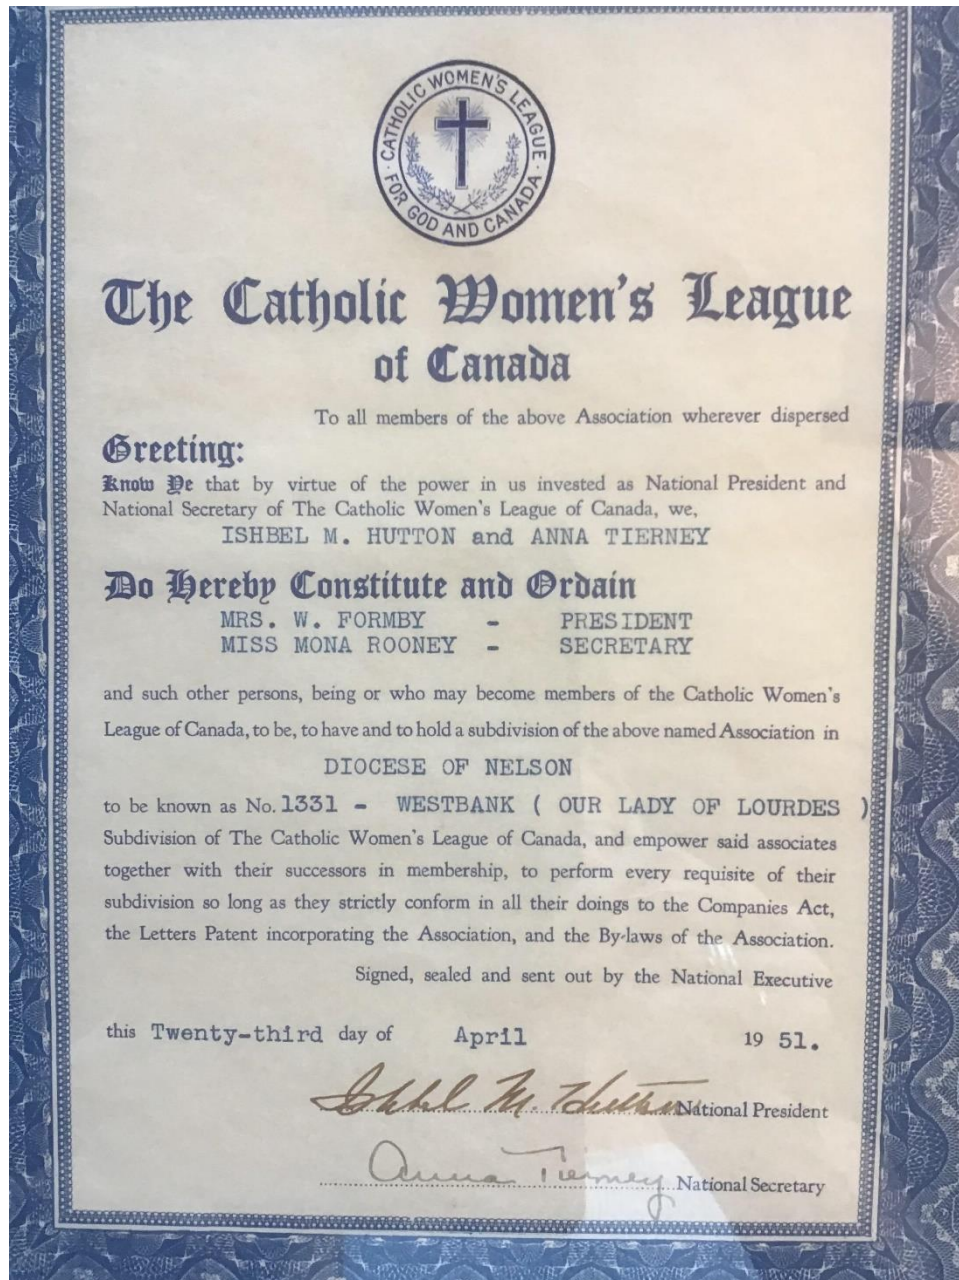 CATHOLIC WOMEN'S LEAGUE · FOR GOD AND CANADA ·
The Catholic Women's League
of Canada
To all members of the above Association wherever dispersed
Greeting:
Know Ye that by virtue of the power in us invested as National President and
National Secretary of The Catholic Women's League of Canada, we,
ISHBEL M. HUTTON and ANNA TIERNEY
Do Hereby Constitute and Ordain
MRS. W. FORMBY - PRESIDENT
MISS MONA ROONEY - SECRETARY
and such other persons, being or who may become members of the Catholic Women's
League of Canada, to be, to have and to hold a subdivision of the above named Association in
DIOCESE OF NELSON
to be known as No. 1331 - WESTBANK ( OUR LADY OF LOURDES )
Subdivision of The Catholic Women's League of Canada, and empower said associates
together with their successors in membership, to perform every requisite of their
subdivision so long as they strictly conform in all their doings to the Companies Act,
the Letters Patent incorporating the Association, and the By-laws of the Association.
Signed, sealed and sent out by the National Executive
this Twenty-third day of April 19 51.
Ishbel M. Hutton National President
Anna Tierney National Secretary